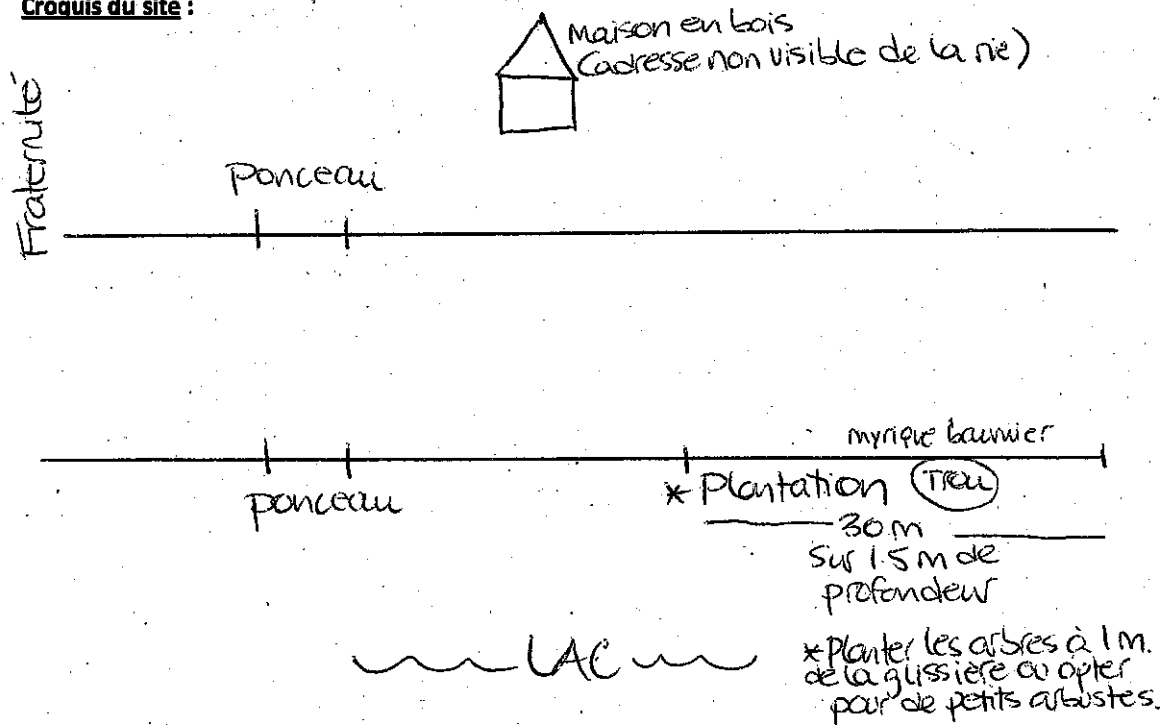 Croquis du site :
Maison en bois
(adresse non visible de la rue)
Fraternité
Ponceau
myrique baumier
ponceau
* Plantation (Trou)
30 m
Sur 1.5 m de
profondeur
LAC
* Planter les arbres à 1 m.
de la glissière ou opter
pour de petits arbustes.